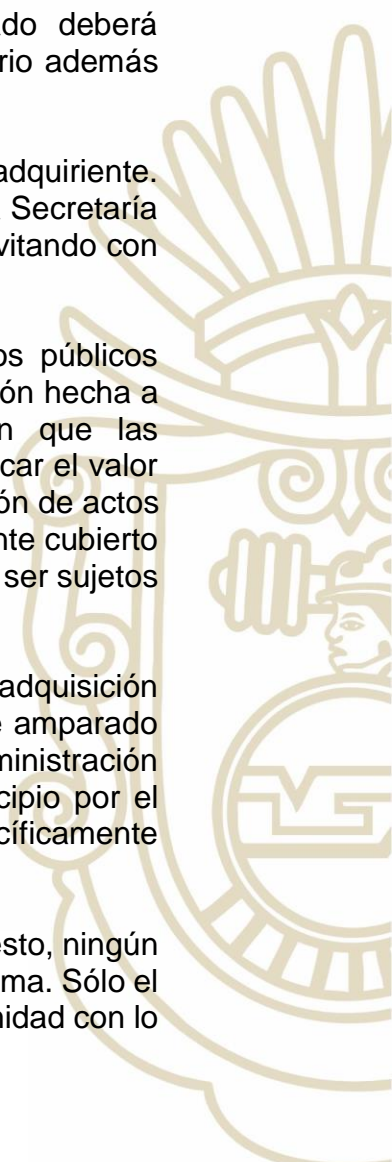 ado deberá
rio además
adquiriente.
Secretaría
vitando con
os públicos
ón hecha a
n que las
car el valor
ón de actos
nte cubierto
ser sujetos
adquisición
amparado
ministración
cipio por el
cíficamente
esto, ningún
ma. Sólo el
nidad con lo